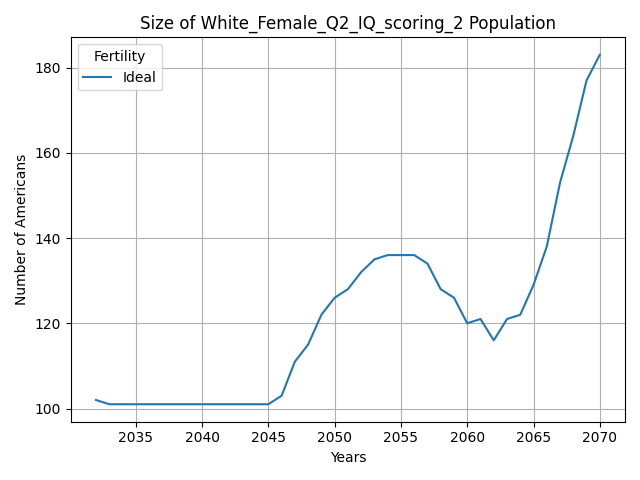 Size of White_Female_Q2_IQ_scoring_2 Population
Fertility
Ideal
Number of Americans
180
160
140
120
100
2035 2040 2045 2050 2055 2060 2065 2070
Years